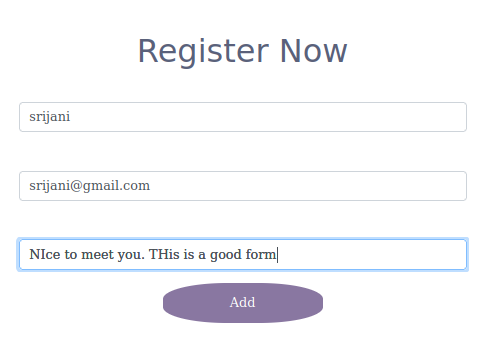 Register Now
srijani
srijani@gmail.com
NIce to meet you. THis is a good form
Add